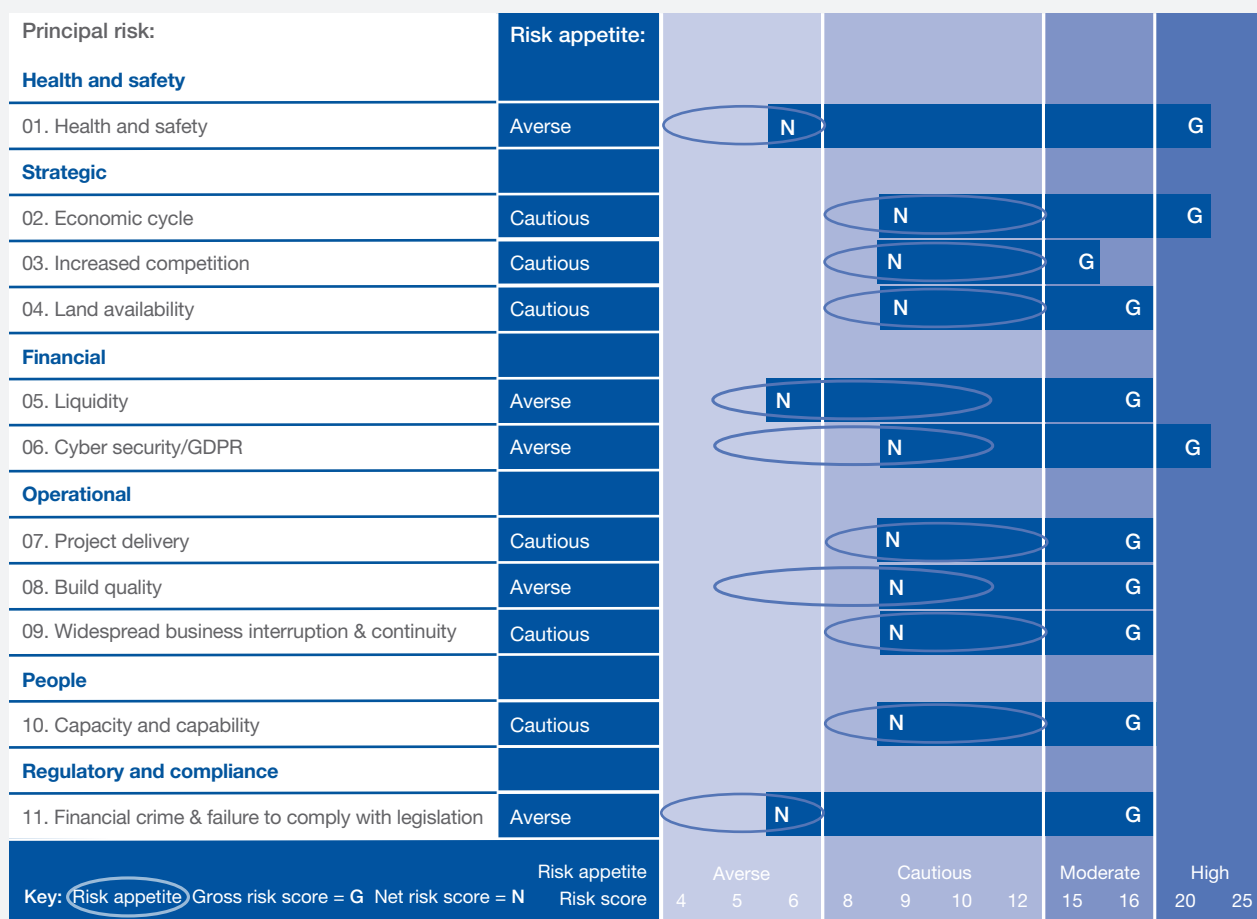 Principal risk: Risk appetite:
Health and safety
01. Health and safety Averse N G
Strategic
02. Economic cycle Cautious N G
03. Increased competition Cautious N G
04. Land availability Cautious N G
Financial
05. Liquidity Averse N G
06. Cyber security/GDPR Averse N G
Operational
07. Project delivery Cautious N G
08. Build quality Averse N G
09. Widespread business interruption & continuity Cautious N G
People
10. Capacity and capability Cautious N G
Regulatory and compliance
11. Financial crime & failure to comply with legislation Averse N G
Risk appetite Averse Cautious Moderate High
Key: Risk appetite Gross risk score = G Net risk score = N Risk score 4 5 6 8 9 10 12 15 16 20 25